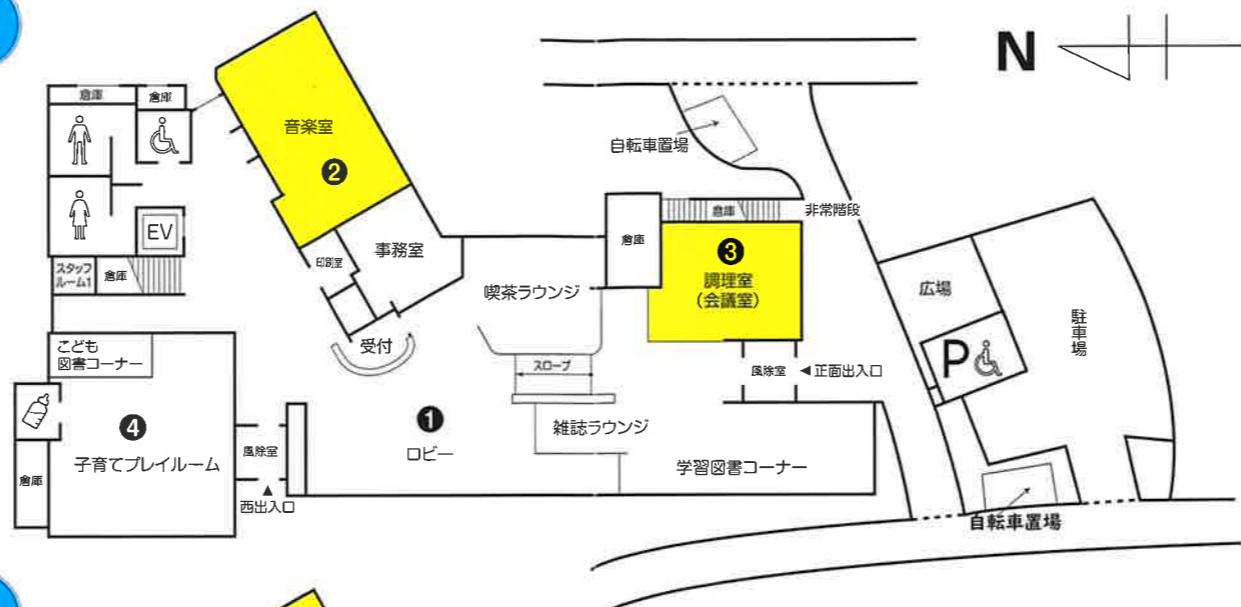 N
倉庫
倉庫
音楽室
❷
自転車置場
EV
スタッフ
ルーム1
倉庫
印刷室
事務室
倉庫
倉庫
非常階段
❸
調理室
(会議室)
喫茶ラウンジ
広場
駐車場
P
受付
スロープ
風除室
◀正面出入口
こども
図書コーナー
❹
子育てプレイルーム
倉庫
風除室
▲
西出入口
❶
ロビー
雑誌ラウンジ
学習図書コーナー
自転車置場